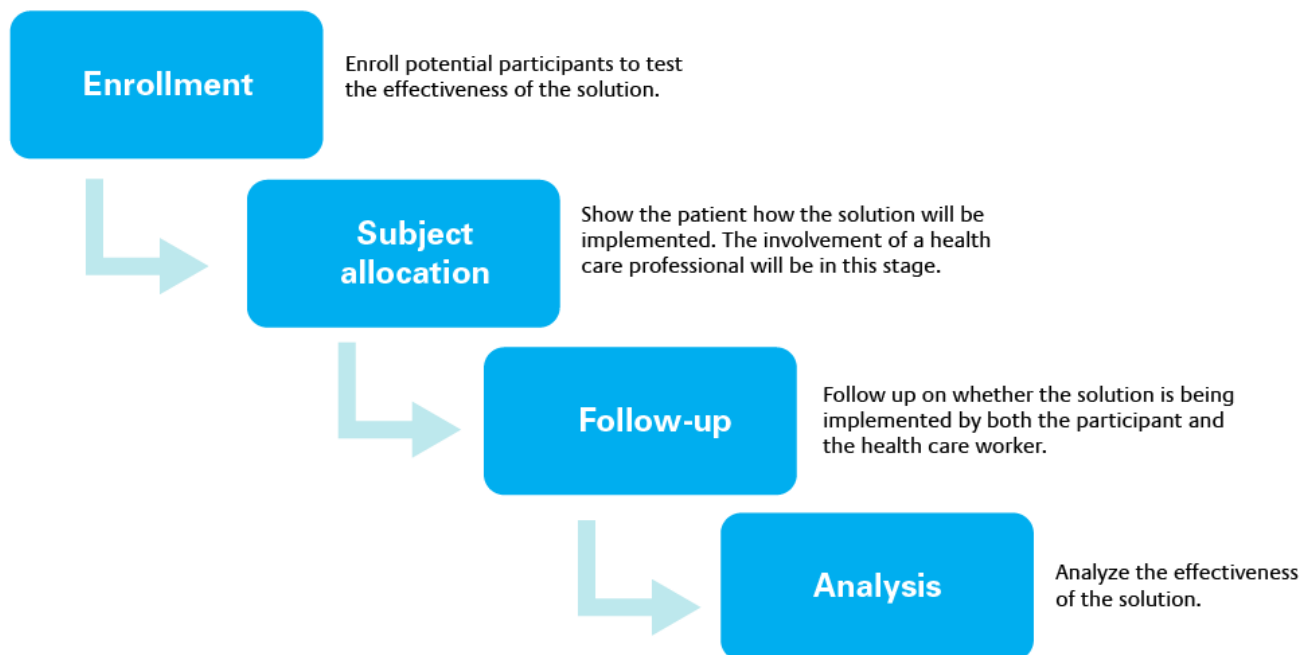 Enrollment
Enroll potential participants to test
the effectiveness of the solution.
Subject
allocation
Show the patient how the solution will be
implemented. The involvement of a health
care professional will be in this stage.
Follow-up
Follow up on whether the solution is being
implemented by both the participant and
the health care worker.
Analysis
Analyze the effectiveness
of the solution.